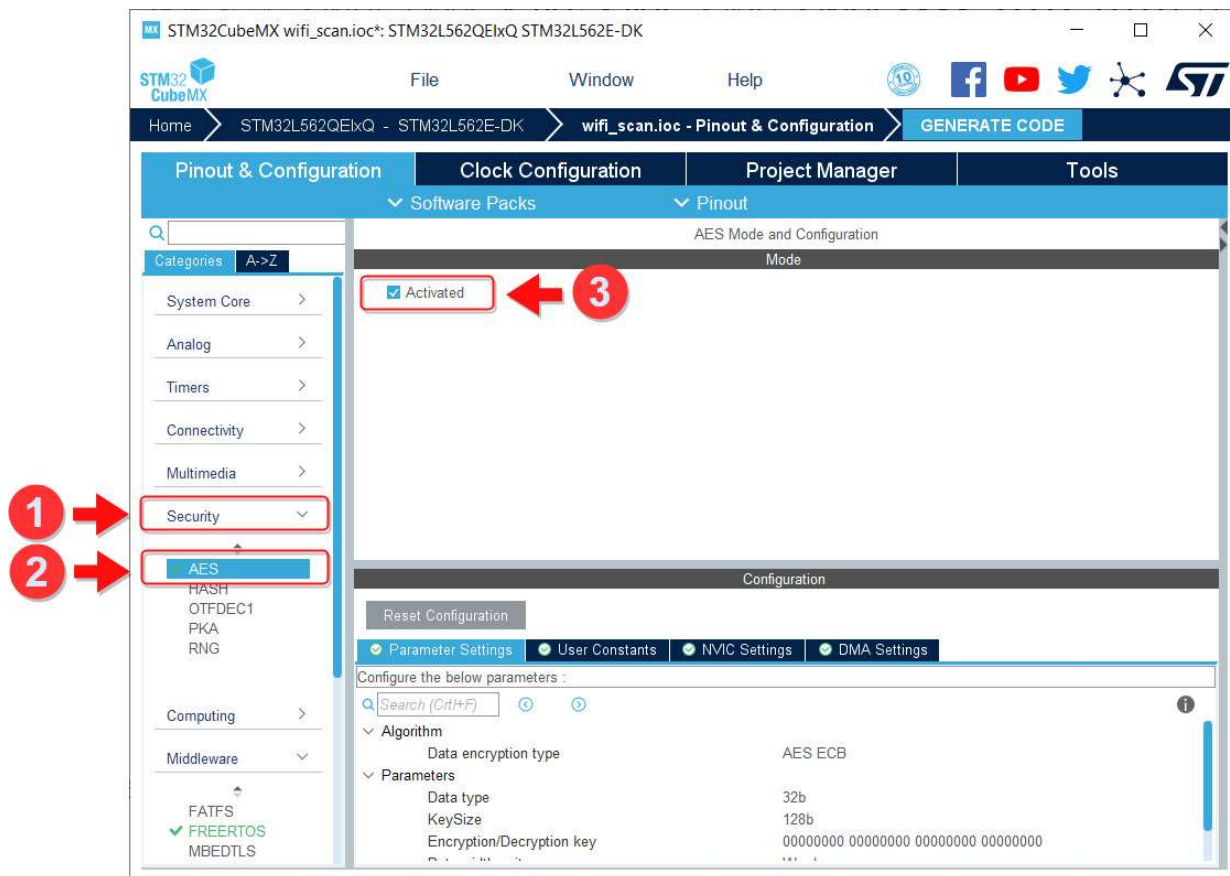 MX STM32CubeMX wifi_scan.ioc*: STM32L562QEIxQ STM32L562E-DK
STM32 CubeMX
File Window Help
10
Home STM32L562QEIxQ - STM32L562E-DK wifi_scan.ioc - Pinout & Configuration GENERATE CODE
Pinout & Configuration Clock Configuration Project Manager Tools
Software Packs Pinout
AES Mode and Configuration
Categories A->Z
Mode
Activated
3
System Core
Analog
Timers
Connectivity
Multimedia
1
Security
2
AES
HASH
OTFDEC1
PKA
RNG
Computing
Middleware
FATFS
FREERTOS
MBEDTLS
Configuration
Reset Configuration
Parameter Settings User Constants NVIC Settings DMA Settings
Configure the below parameters :
Search (Crtl+F)
Algorithm
Data encryption type AES ECB
Parameters
Data type 32b
KeySize 128b
Encryption/Decryption key 00000000 00000000 00000000 00000000